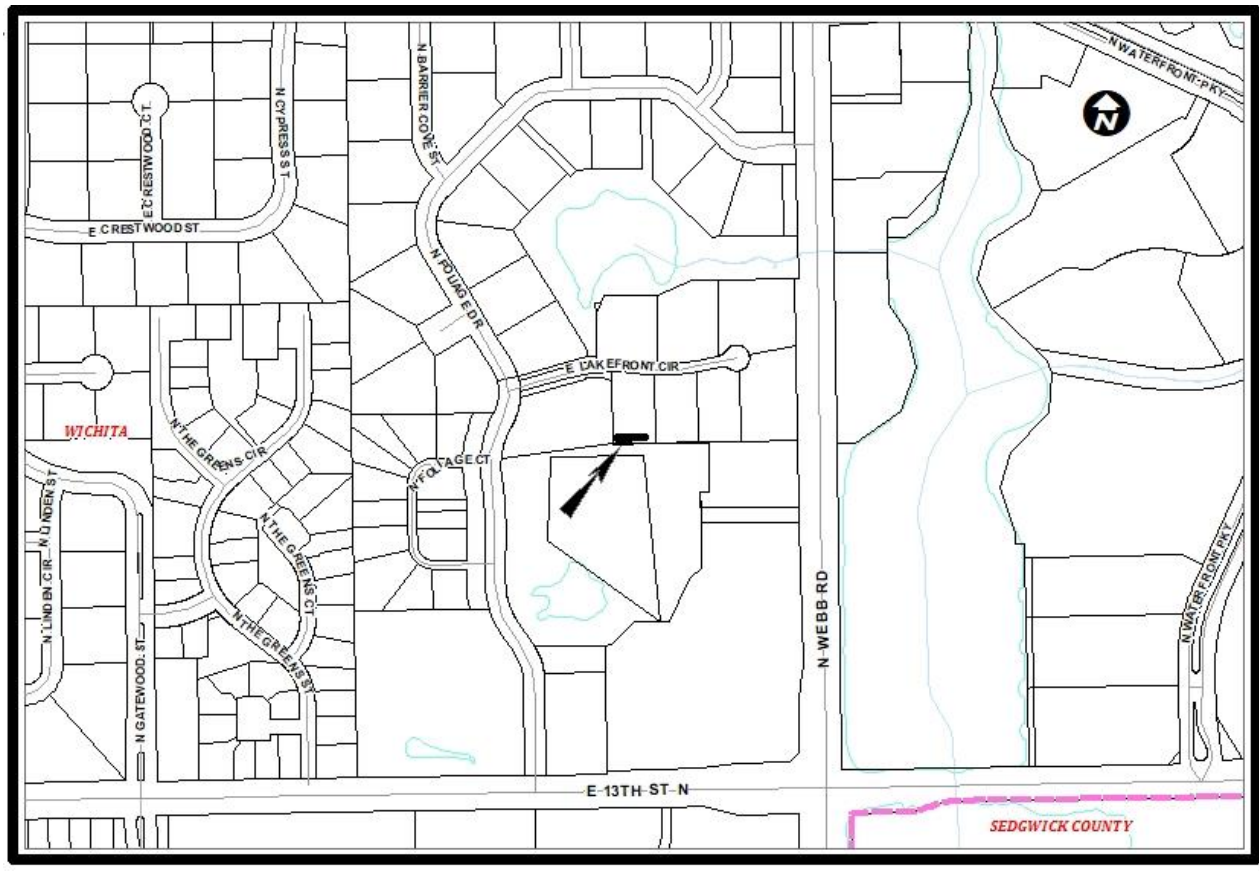 N WATERFRONT PKY
N BARRIER COVE ST
N CYPRESS ST
E CRESTWOOD CT
N
E CRESTWOOD ST
N FOLIAGE DR
E LAKEFRONT CIR
WICHITA
N THE GREENS CIR
N FOLIAGE CT
N LINDEN ST
N THE GREENS CT
N LINDEN CIR
N WATERFRONT PKY
N WEBB RD
N THE GREENS ST
N GATEWOOD ST
E 13TH ST N
SEDGWICK COUNTY